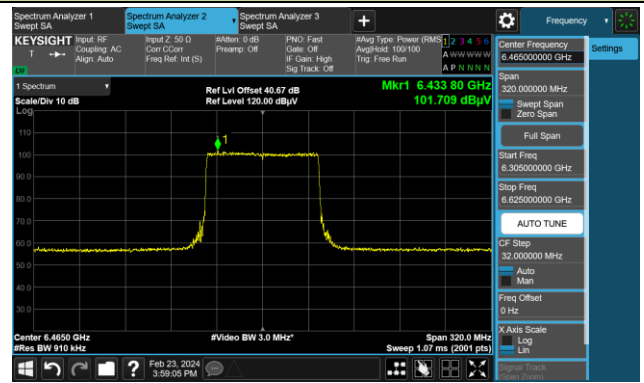 Spectrum Analyzer 1
Swept SA
Spectrum Analyzer 2
Swept SA
Spectrum Analyzer 3
Swept SA
+
Frequency
KEYSIGHT
Input: RF
Coupling: AC
Align: Auto
Input Z: 50 Ω
Corr CCorr
Freq Ref: Int (S)
#Atten: 0 dB
Preamp: Off
PNO: Fast
Gate: Off
IF Gain: High
Sig Track: Off
#Avg Type: Power (RMS
Avg|Hold: 100/100
Trig: Free Run
1 2 3 4 5 6
A W W W W W
A P N N N N
T
LW
1 Spectrum
Scale/Div 10 dB
Log
Ref Lvl Offset 40.67 dB
Ref Level 120.00 dBµV
Mkr1 6.433 80 GHz
101.709 dBµV
1
110
100
90.0
80.0
70.0
60.0
50.0
40.0
30.0
Center 6.4650 GHz
#Res BW 910 kHz
#Video BW 3.0 MHz*
Span 320.0 MHz
Sweep 1.07 ms (2001 pts)
Feb 23, 2024
3:59:05 PM
Center Frequency
6.465000000 GHz
Settings
Span
320.000000 MHz
Swept Span
Zero Span
Full Span
Start Freq
6.305000000 GHz
Stop Freq
6.625000000 GHz
AUTO TUNE
CF Step
32.000000 MHz
Auto
Man
Freq Offset
0 Hz
X Axis Scale
Log
Lin
Signal Track
(Span Zoom)